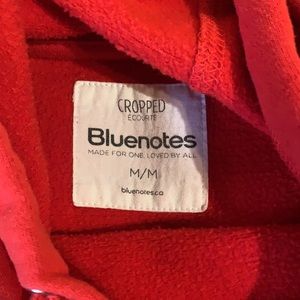 CROPPED
ÉCOURTÉ
Bluenotes
MADE FOR ONE. LOVED BY ALL
M/M
bluenotes.ca